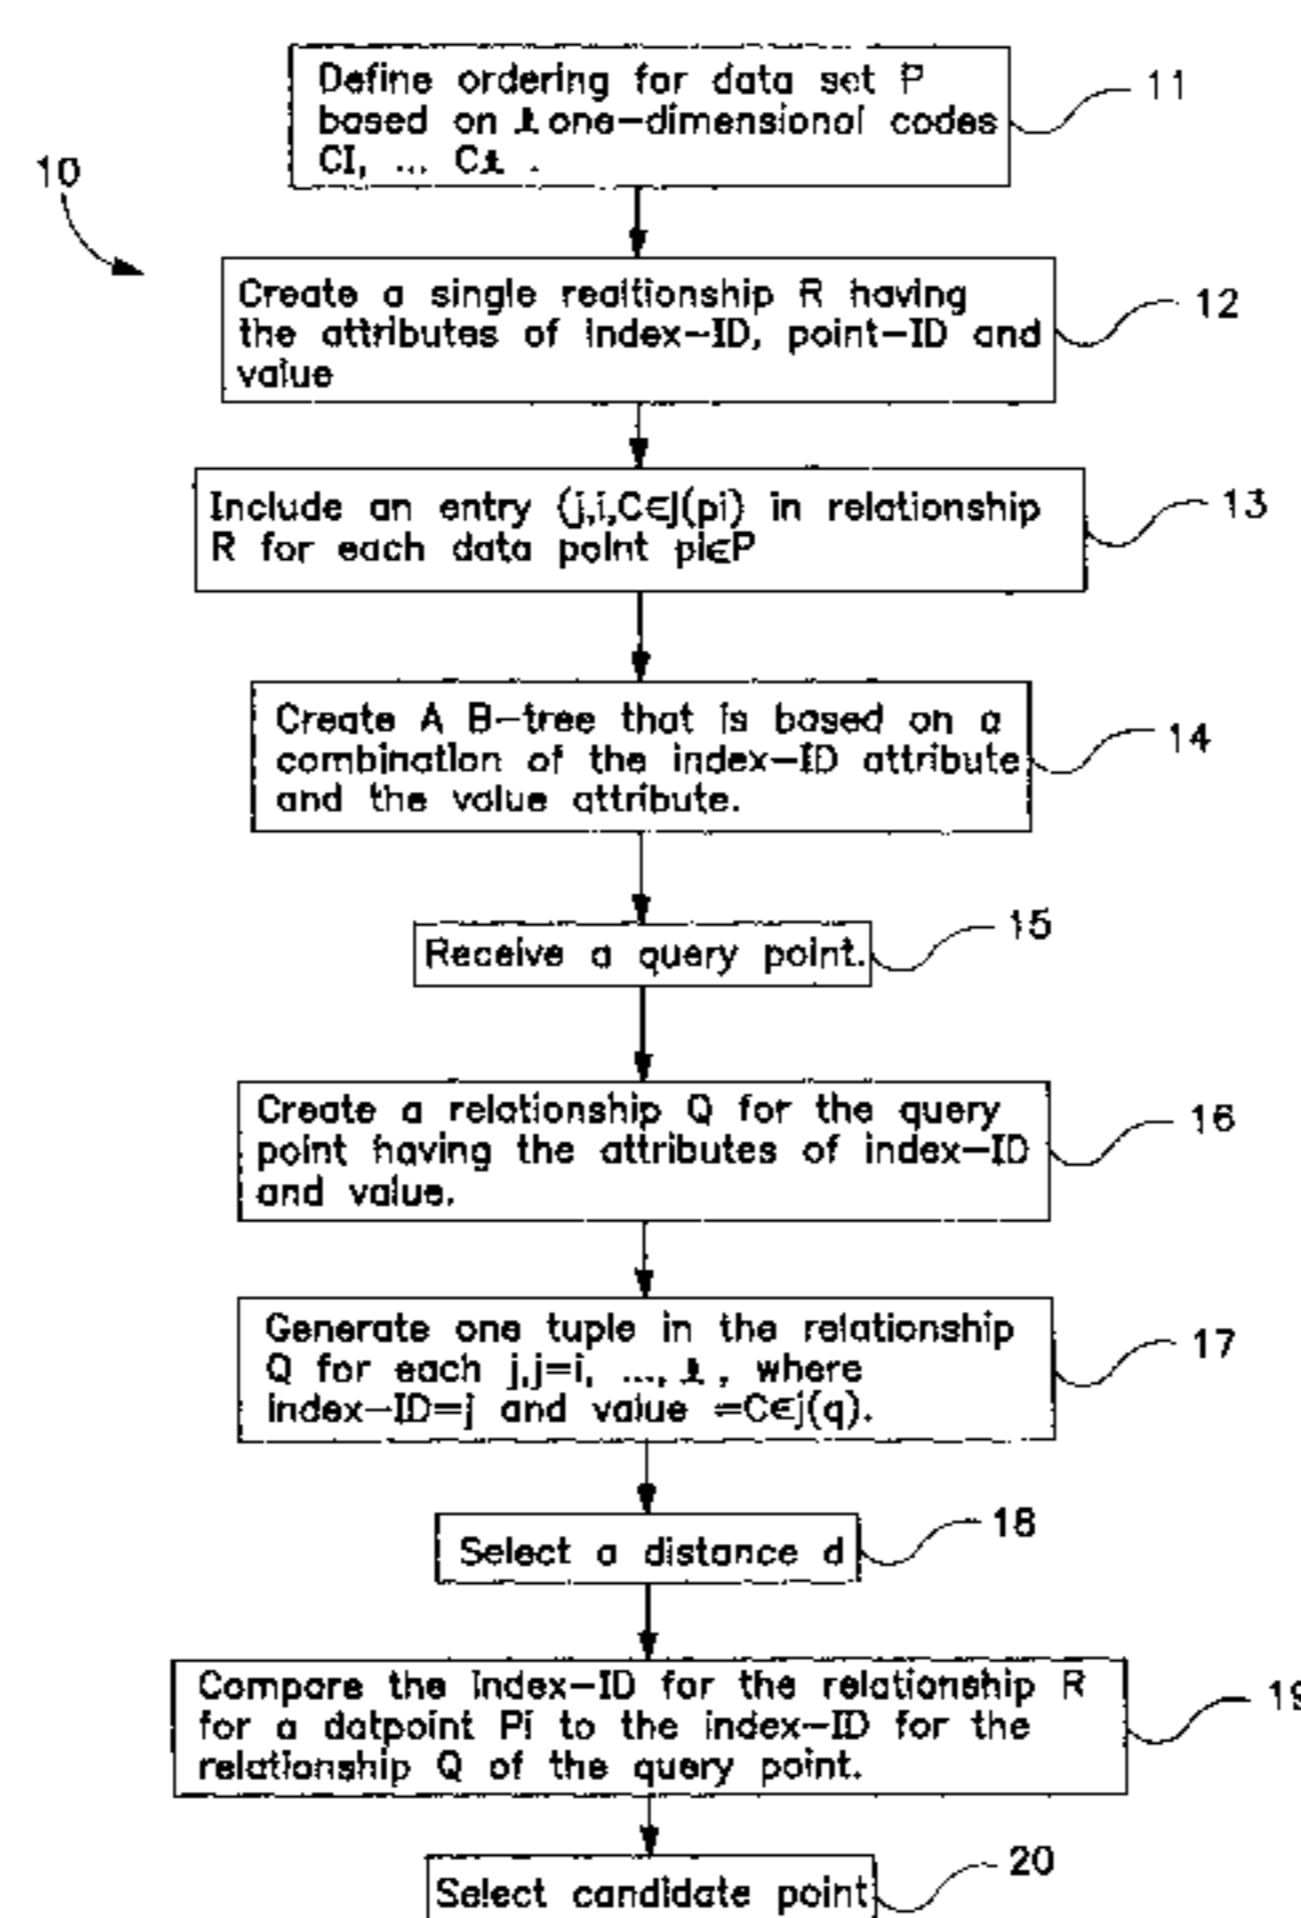 Define ordering for data set P
11
based on ℓ one-dimensional codes
CI, ... Cℓ .
10
Create a single realtionship R having
12
the attributes of index-ID, point-ID and
value
Include an entry (j,i,C∈J(pi) in relationship
13
R for each data point pi∈P
Create A B-tree that is based on a
14
combination of the index-ID attribute
and the value attribute.
15
Receive a query point.
Create a relationship Q for the query
16
point having the attributes of index-ID
and value.
Generate one tuple in the relationship
17
Q for each j,j=i, ..., ℓ , where
index-ID=j and value =C∈j(q).
18
Select a distance d
Compare the index-ID for the relationship R
19
for a datpoint Pi to the index-ID for the
relationship Q of the query point.
20
Select candidate point